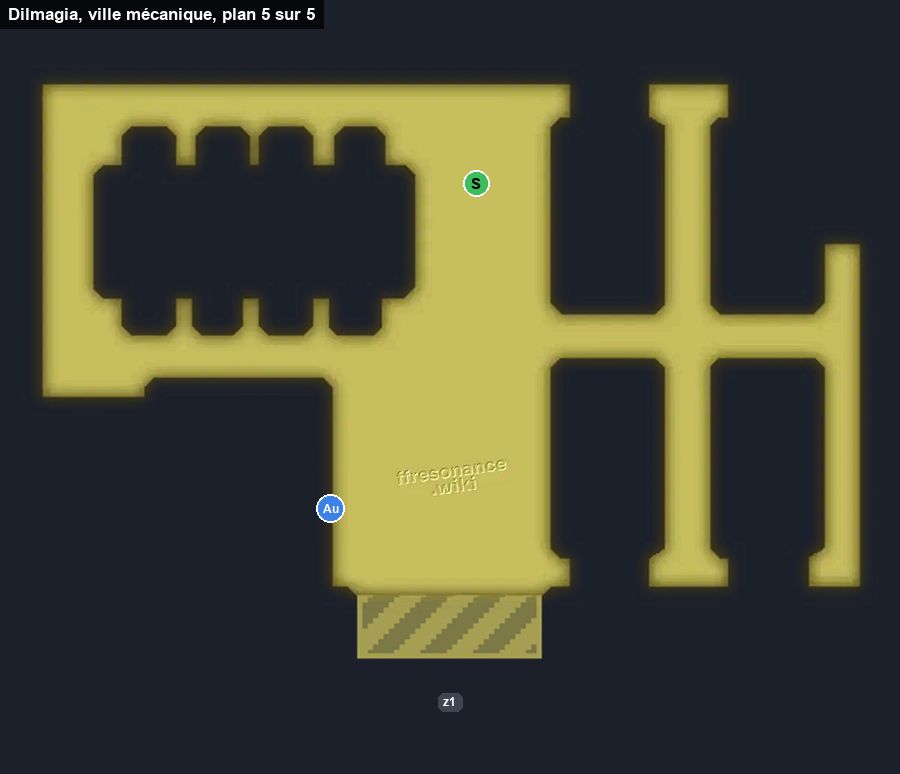 Dilmagia, ville mécanique, plan 5 sur 5
S
ffresonance
.wiki
Au
z1